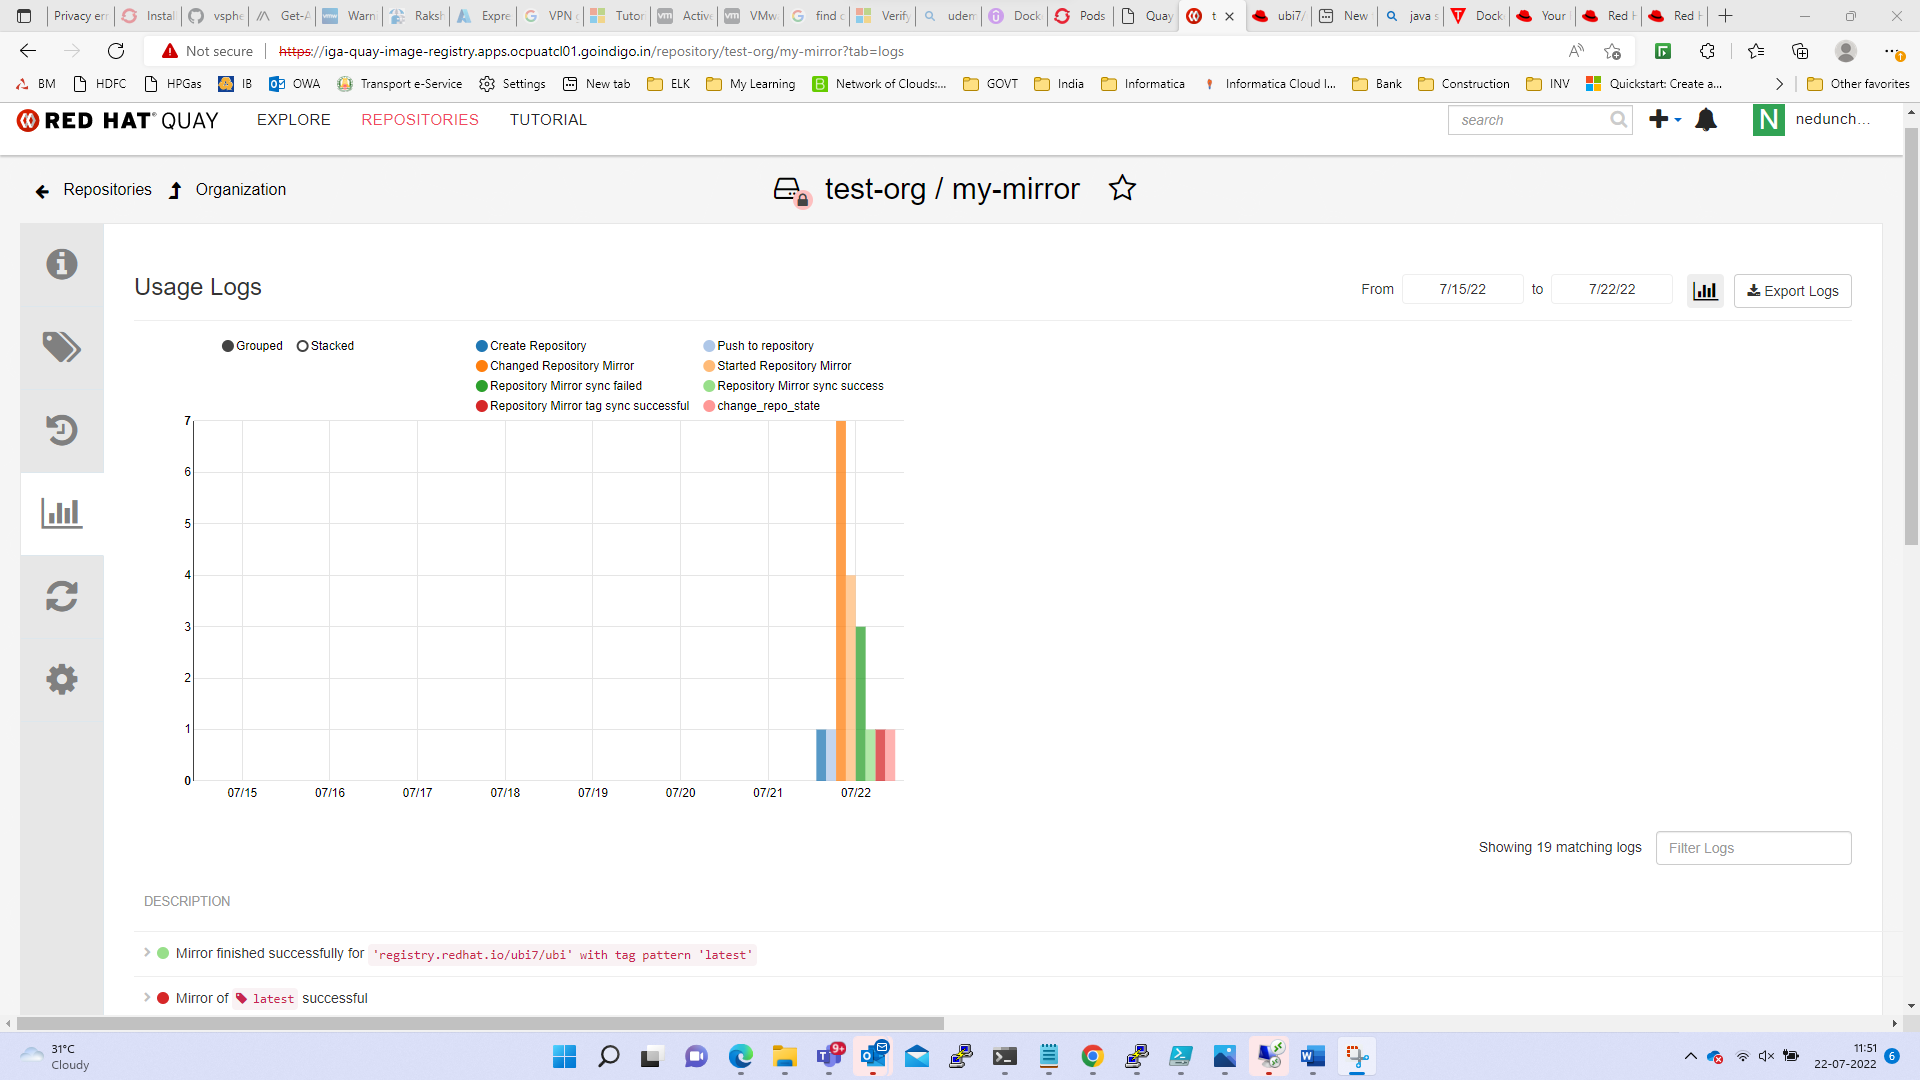 Privacy err
Instal
vsphe
Get-A
Warn
Raksh
Expre
VPN g
Tutor
Active
VMw
find c
Verify
udem
Dock
Pods
Quay
t
ubi7/
New
java s
Dock
Your
Red H
Red H
Not secure
https://iga-quay-image-registry.apps.ocpuatcl01.goindigo.in/repository/test-org/my-mirror?tab=logs
BM
HDFC
HPGas
IB
OWA
Transport e-Service
Settings
New tab
ELK
My Learning
Network of Clouds:...
GOVT
India
Informatica
Informatica Cloud I...
Bank
Construction
INV
Quickstart: Create a...
Other favorites
RED HAT QUAY
EXPLORE
REPOSITORIES
TUTORIAL
search
N
nedunch...
Repositories
Organization
test-org / my-mirror
Usage Logs
From 7/15/22 to 7/22/22
Export Logs
Grouped
Stacked
Create Repository
Push to repository
Changed Repository Mirror
Started Repository Mirror
Repository Mirror sync failed
Repository Mirror sync success
Repository Mirror tag sync successful
change_repo_state
7
6
5
4
3
2
1
0
07/15
07/16
07/17
07/18
07/19
07/20
07/21
07/22
Showing 19 matching logs
Filter Logs
DESCRIPTION
Mirror finished successfully for 'registry.redhat.io/ubi7/ubi' with tag pattern 'latest'
Mirror of latest successful
31°C
Cloudy
9+
11:51
22-07-2022
6